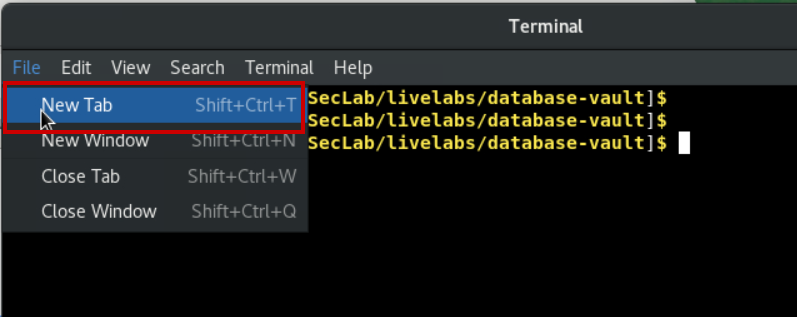 Terminal
File Edit View Search Terminal Help
New Tab Shift+Ctrl+T
New Window Shift+Ctrl+N
Close Tab Shift+Ctrl+W
Close Window Shift+Ctrl+Q
SecLab/livelabs/database-vault]$
SecLab/livelabs/database-vault]$
SecLab/livelabs/database-vault]$